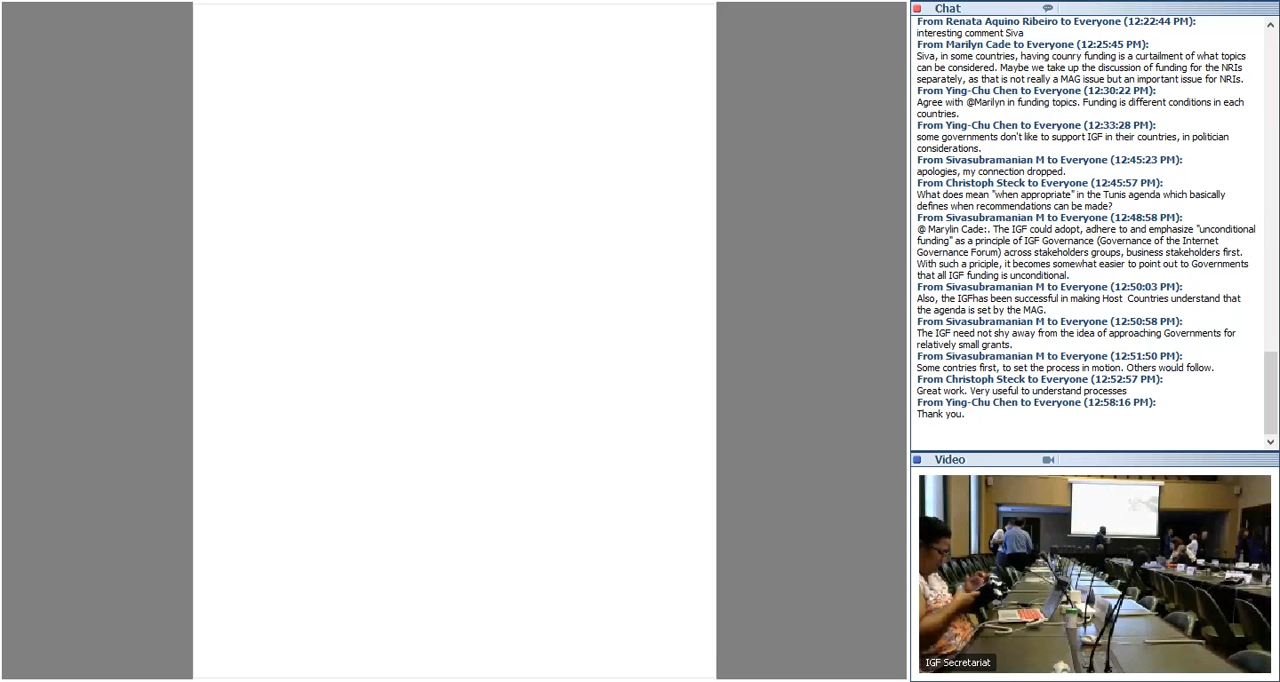 Chat
From Renata Aquino Ribeiro to Everyone (12:22:44 PM):
interesting comment Siva
From Marilyn Cade to Everyone (12:25:45 PM):
Siva, in some countries, having counry funding is a curtailment of what topics
can be considered. Maybe we take up the discussion of funding for the NRIs
separately, as that is not really a MAG issue but an important issue for NRIs.
From Ying-Chu Chen to Everyone (12:30:22 PM):
Agree with @Marilyn in funding topics. Funding is different conditions in each
countries.
From Ying-Chu Chen to Everyone (12:33:28 PM):
some governments don't like to support IGF in their countries, in politician
considerations.
From Sivasubramanian M to Everyone (12:45:23 PM):
apologies, my connection dropped.
From Christoph Steck to Everyone (12:45:57 PM):
What does mean "when appropriate" in the Tunis agenda which basically
defines when recommendations can be made?
From Sivasubramanian M to Everyone (12:48:58 PM):
@ Marylin Cade:. The IGF could adopt, adhere to and emphasize "unconditional
funding" as a principle of IGF Governance (Governance of the Internet
Governance Forum) across stakeholders groups, business stakeholders first.
With such a priciple, it becomes somewhat easier to point out to Governments
that all IGF funding is unconditional.
From Sivasubramanian M to Everyone (12:50:03 PM):
Also, the IGFhas been successful in making Host  Countries understand that
the agenda is set by the MAG.
From Sivasubramanian M to Everyone (12:50:58 PM):
The IGF need not shy away from the idea of approaching Governments for
relatively small grants.
From Sivasubramanian M to Everyone (12:51:50 PM):
Some contries first, to set the process in motion. Others would follow.
From Christoph Steck to Everyone (12:52:57 PM):
Great work. Very useful to understand processes
From Ying-Chu Chen to Everyone (12:58:16 PM):
Thank you.
Video
IGF Secretariat